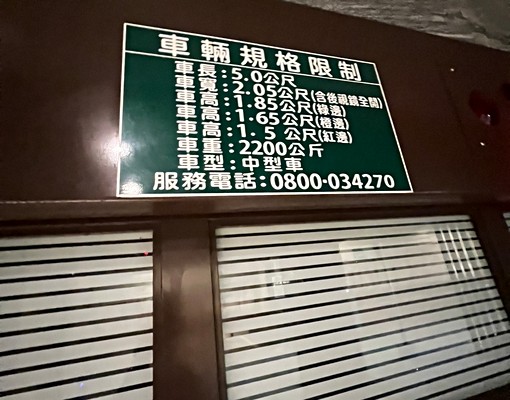 車輛規格限制
車長:5.0公尺
車寬:2.05公尺(含後視鏡全開)
車高:1.85公尺(綠邊)
車高:1.65公尺(橙邊)
車高:1.5 公尺(紅邊)
車重:2200公斤
車型:中型車
服務電話:0800-034270